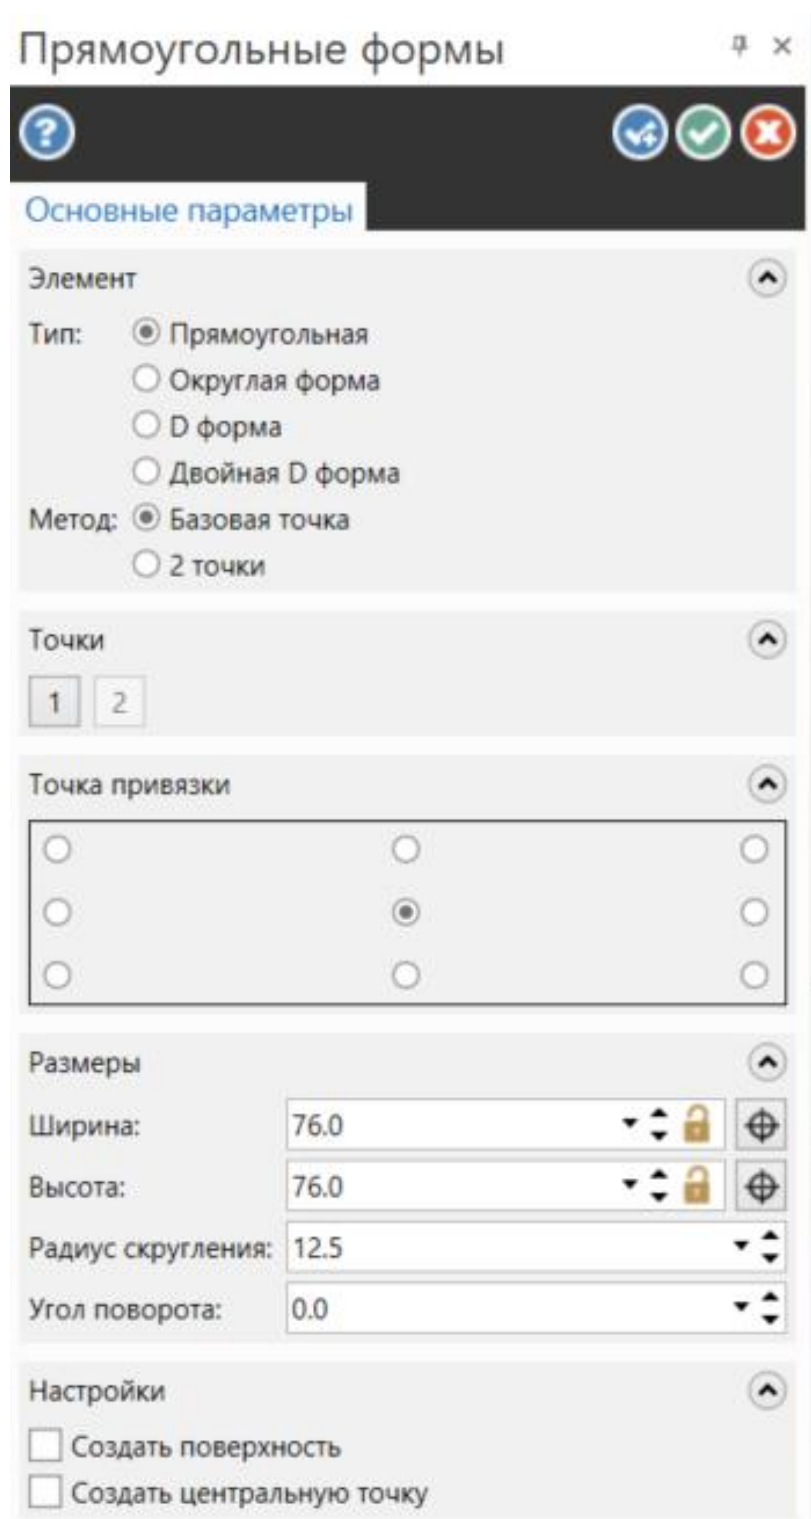 Прямоугольные формы
Основные параметры
Элемент
Тип: Прямоугольная
Округлая форма
D форма
Двойная D форма
Метод: Базовая точка
2 точки
Точки
1 2
Точка привязки
Размеры
Ширина: 76.0
Высота: 76.0
Радиус скругления: 12.5
Угол поворота: 0.0
Настройки
Создать поверхность
Создать центральную точку